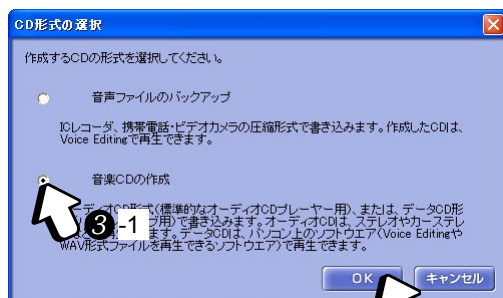 CD形式の選択
作成するCDの形式を選択してください。
音声ファイルのバックアップ
ICレコーダ、携帯電話・ビデオカメラの圧縮形式で書き込みます。作成したCDは、
Voice Editingで再生できます。
音楽CDの作成
ーディオCD形式(標準的なオーディオCDプレーヤー用)、または、データCD形
用)で書き込みます。オーディオCDは、ステレオやカーステレ
ます。データCDは、パソコン上のソフトウエア(Voice Editingや
WAV形式ファイルを再生できるソフトウエア)で再生できます。
3-1
OK キャンセル